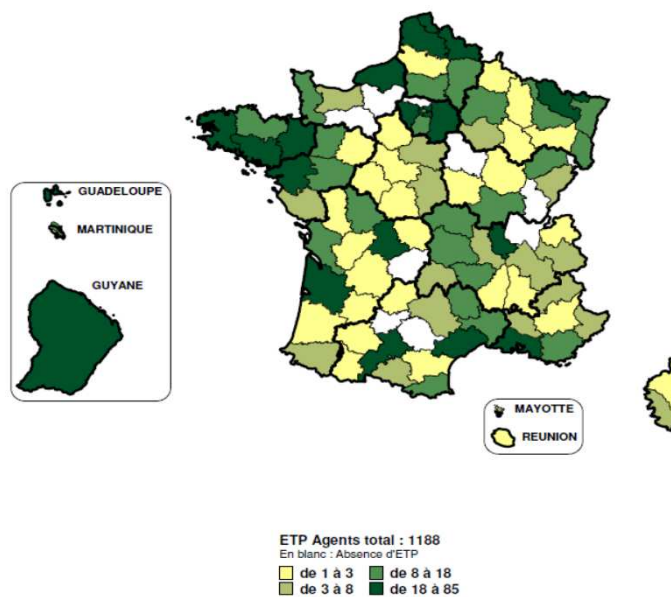 GUADELOUPE
MARTINIQUE
GUYANE
MAYOTTE
REUNION
ETP Agents total : 1188
En blanc : Absence d'ETP
de 1 à 3
de 8 à 18
de 3 à 8
de 18 à 85